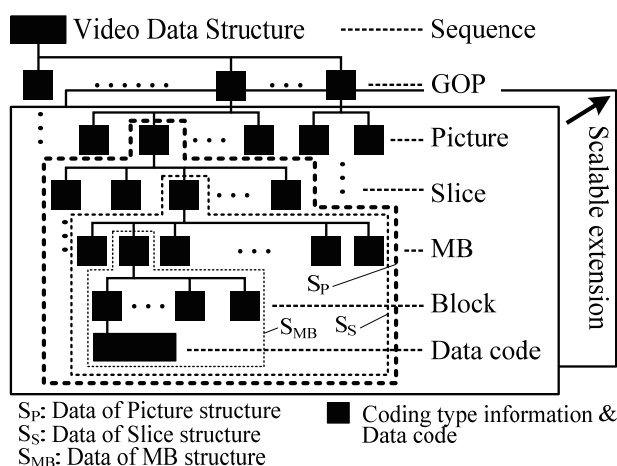 Video Data Structure
Sequence
GOP
Picture
Slice
MB
Block
Data code
Scalable extension
SP
SS
SMB
SP: Data of Picture structure
SS: Data of Slice structure
SMB: Data of MB structure
Coding type information &
Data code